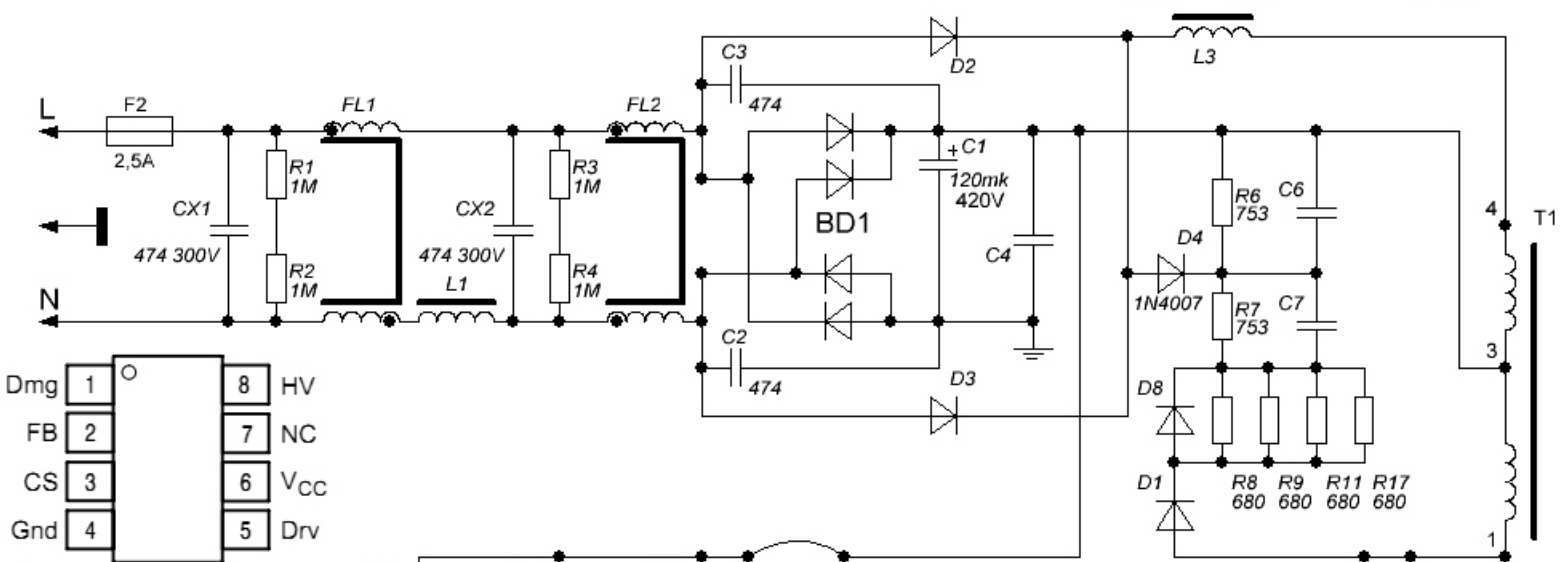 D2
L3
C3
474
L
F2
2,5A
FL1
FL2
R1
1M
R3
1M
+ C1
120mk
420V
BD1
CX1
474 300V
CX2
474 300V
R2
1M
L1
R4
1M
C4
R6
753
C6
D4
1N4007
4
T1
N
R7
753
C7
C2
474
D3
3
D8
D1
R8
680
R9
680
R11
680
R17
680
1
Dmg 1
8 HV
FB 2
7 NC
CS 3
6 VCC
Gnd 4
5 Drv